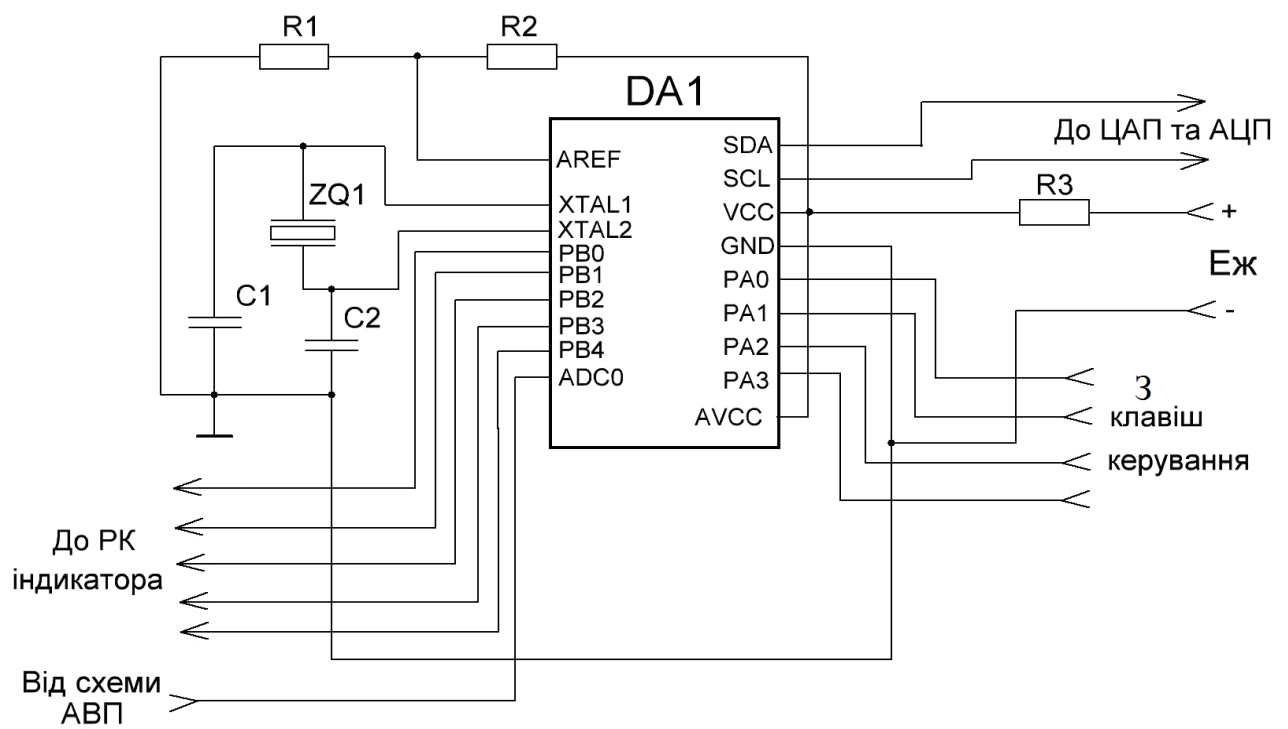 R1
R2
DA1
AREF
XTAL1
XTAL2
PB0
PB1
PB2
PB3
PB4
ADC0
SDA
SCL
VCC
GND
PA0
PA1
PA2
PA3
AVCC
ZQ1
C1
C2
До ЦАП та АЦП
R3
+
Еж
-
З
клавіш
керування
До РК
індикатора
Від схеми
АВП